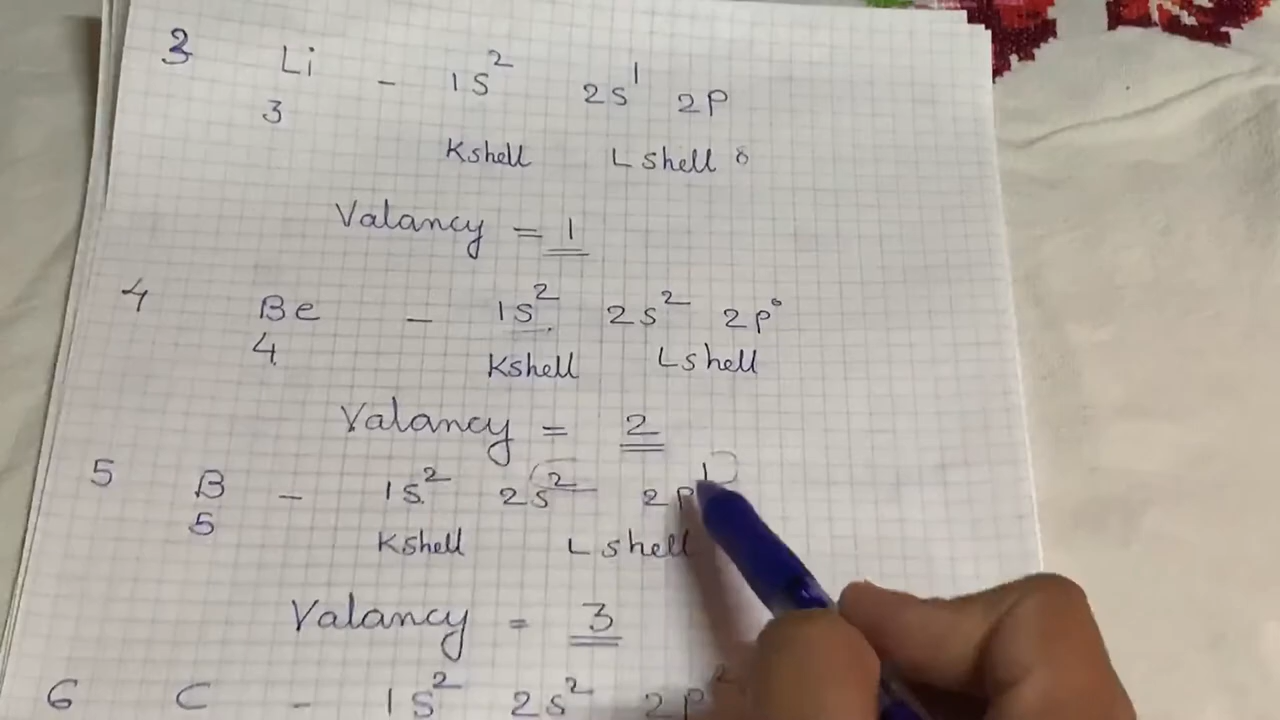 3 Li - 1s² 2s¹ 2p
3
Kshell Lshell 8
Valancy = 1
4 Be - 1s² 2s² 2p⁰
4
Kshell Lshell
Valancy = 2
5 B - 1s² 2s² 2p¹
5
Kshell Lshell
Valancy = 3
6 C - 1s² 2s² 2p²